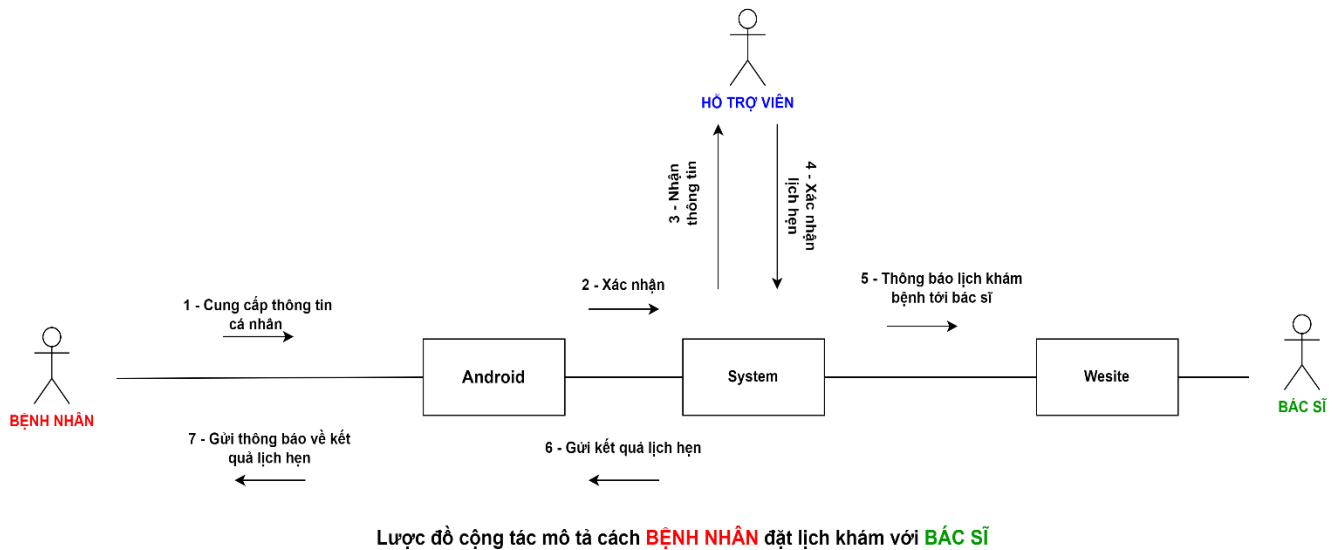 HỖ TRỢ VIÊN
3 - Nhận
thông tin
4 - Xác nhận
lịch hẹn
1 - Cung cấp thông tin
cá nhân
2 - Xác nhận
5 - Thông báo lịch khám
bệnh tới bác sĩ
Android
System
Wesite
BỆNH NHÂN
BÁC SĨ
7 - Gửi thông báo về kết
quả lịch hẹn
6 - Gửi kết quả lịch hẹn
Lược đồ cộng tác mô tả cách BỆNH NHÂN đặt lịch khám với BÁC SĨ